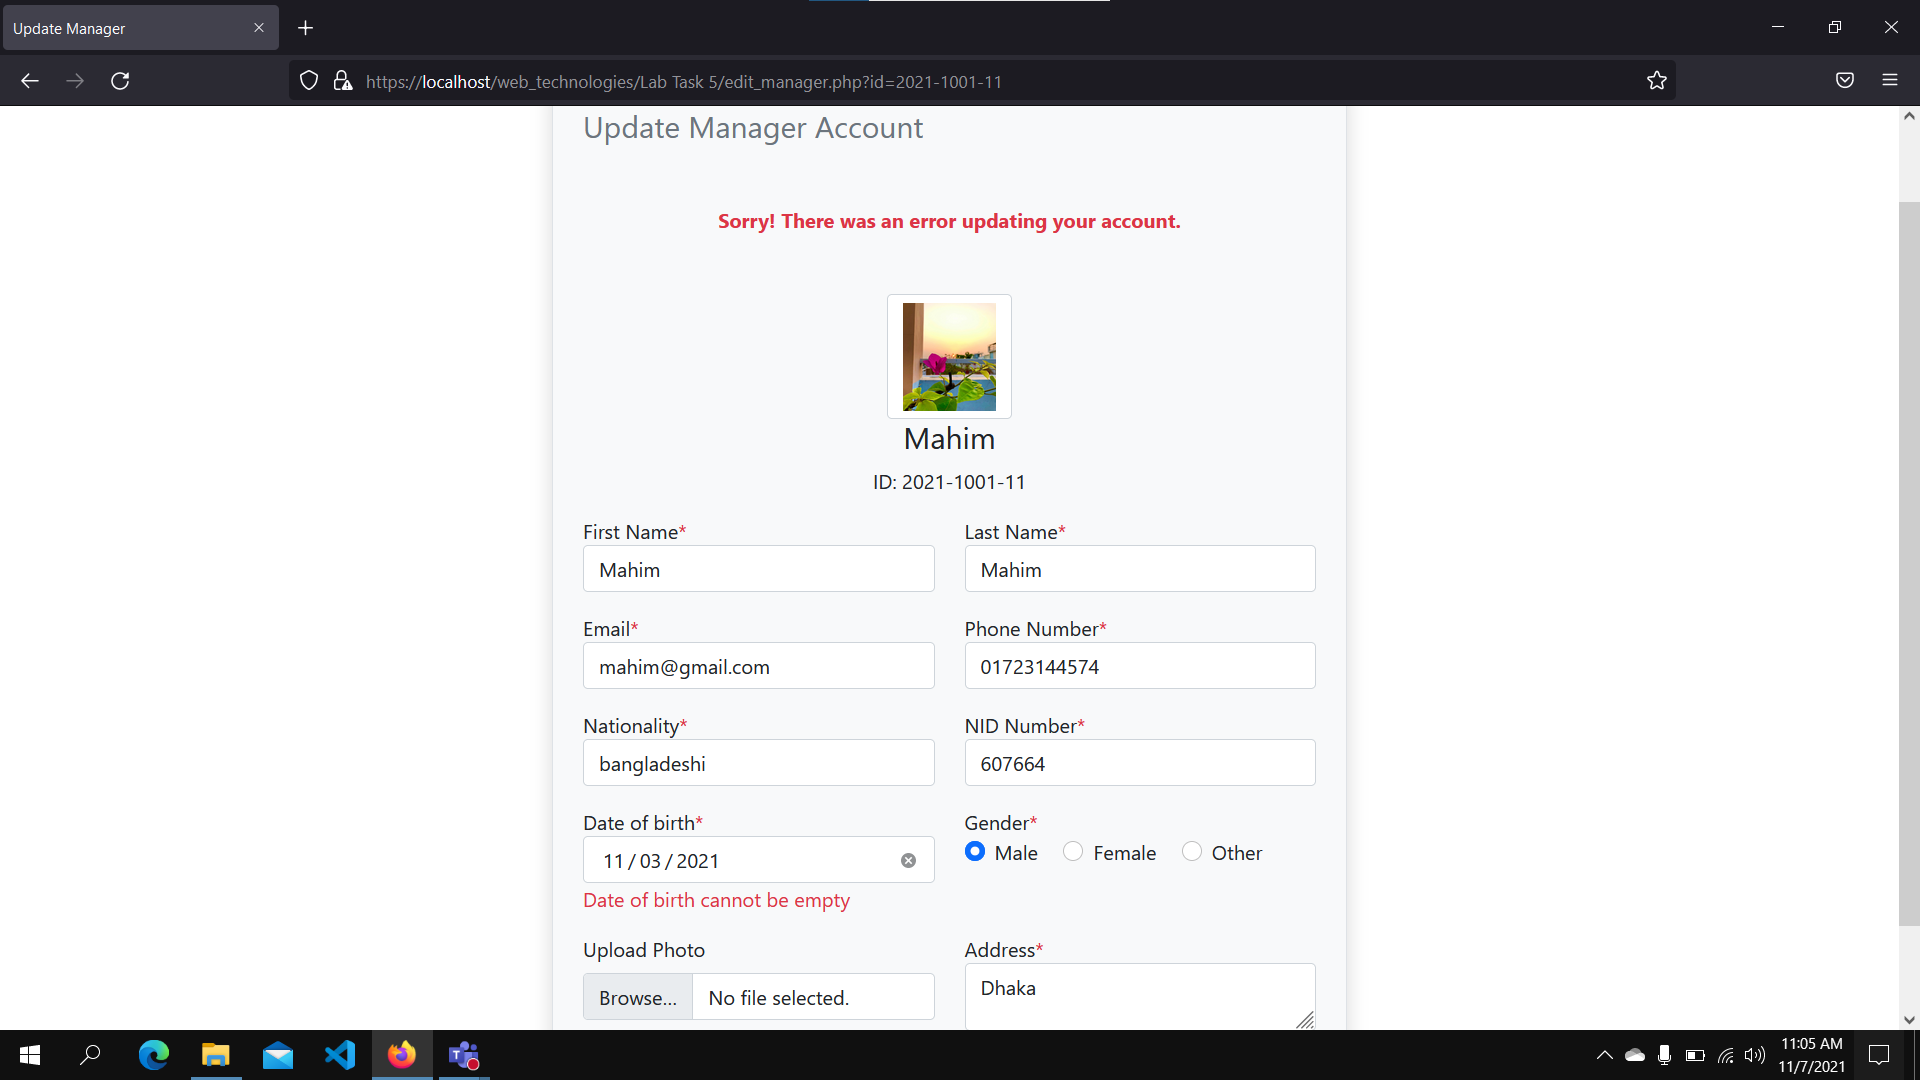 Update Manager
https://localhost/web_technologies/Lab Task 5/edit_manager.php?id=2021-1001-11
Update Manager Account
Sorry! There was an error updating your account.
Mahim
ID: 2021-1001-11
First Name* Last Name*
Mahim Mahim
Email* Phone Number*
mahim@gmail.com 01723144574
Nationality* NID Number*
bangladeshi 607664
Date of birth* Gender*
11 / 03 / 2021 Male Female Other
Date of birth cannot be empty
Upload Photo Address*
Browse... No file selected. Dhaka
11:05 AM
11/7/2021